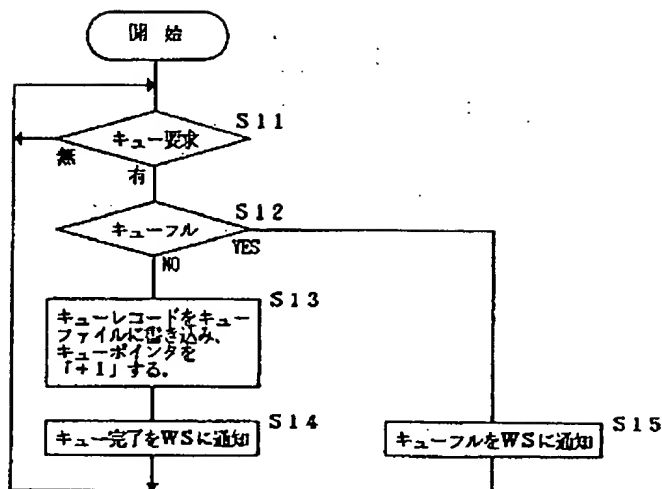 開 始
S11
キュー要求
無
有
S12
キューフル
YES
NO
S13
キューレコードをキュー
ファイルに書き込み、
キューポインタを
「+1」する。
S14
キュー完了をWSに通知
S15
キューフルをWSに通知